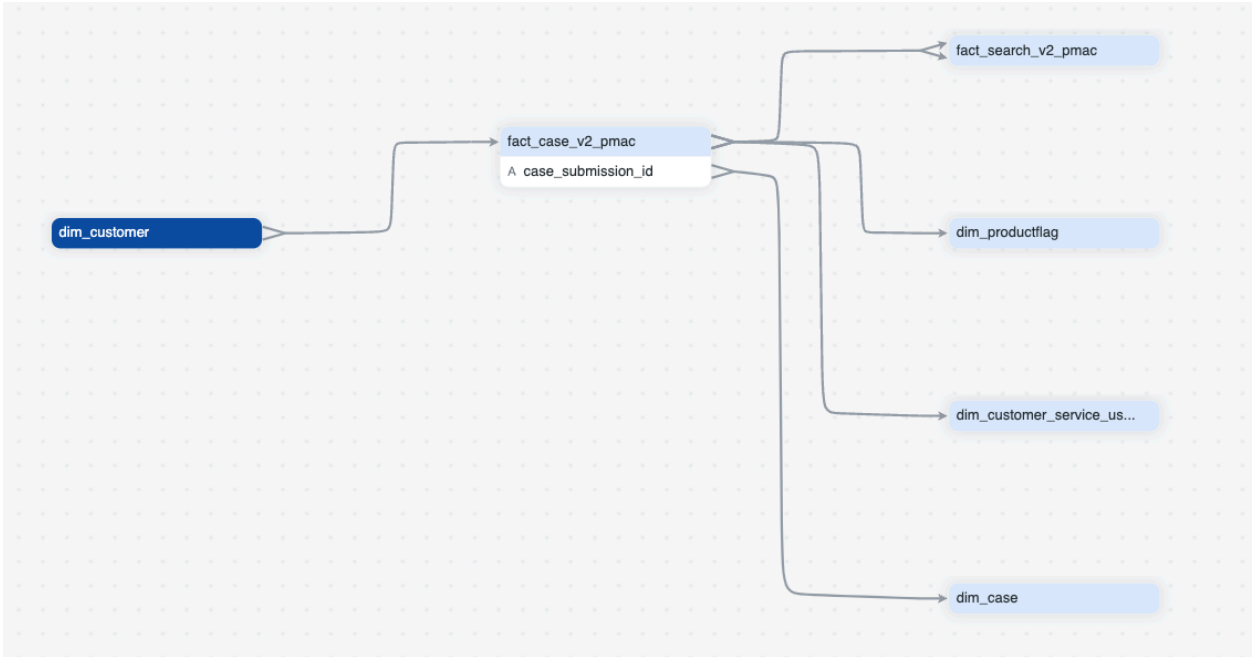 fact_search_v2_pmac
fact_case_v2_pmac
A case_submission_id
dim_customer
dim_productflag
dim_customer_service_us...
dim_case